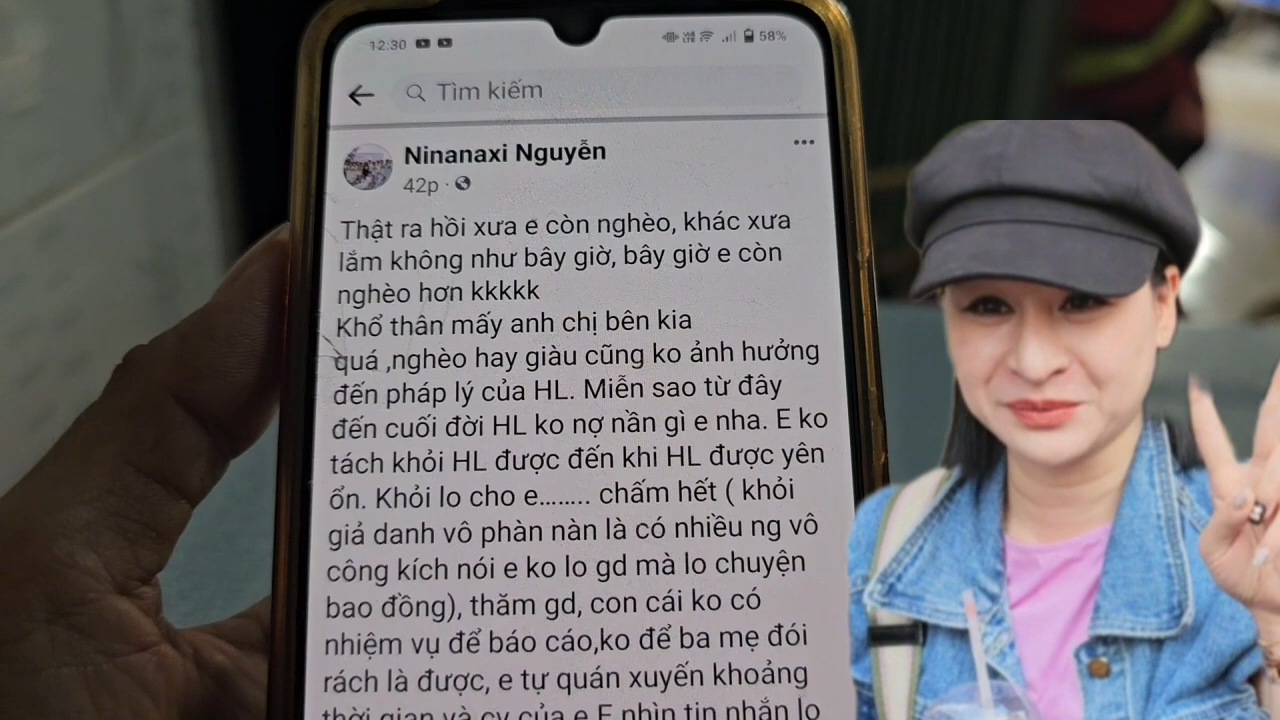 12:30
58%
Tìm kiếm
Ninanaxi Nguyễn
42p
Thật ra hồi xưa e còn nghèo, khác xưa
lắm không như bây giờ, bây giờ e còn
nghèo hơn kkkkk
Khổ thân mấy anh chị bên kia
quá ,nghèo hay giàu cũng ko ảnh hưởng
đến pháp lý của HL. Miễn sao từ đây
đến cuối đời HL ko nợ nần gì e nha. E ko
tách khỏi HL được đến khi HL được yên
ổn. Khỏi lo cho e........ chấm hết ( khỏi
giả danh vô phàn nàn là có nhiều ng vô
công kích nói e ko lo gd mà lo chuyện
bao đồng), thăm gd, con cái ko có
nhiệm vụ để báo cáo,ko để ba mẹ đói
rách là được, e tự quán xuyến khoảng
thời gian và cv của e E nhìn tin nhắn lo